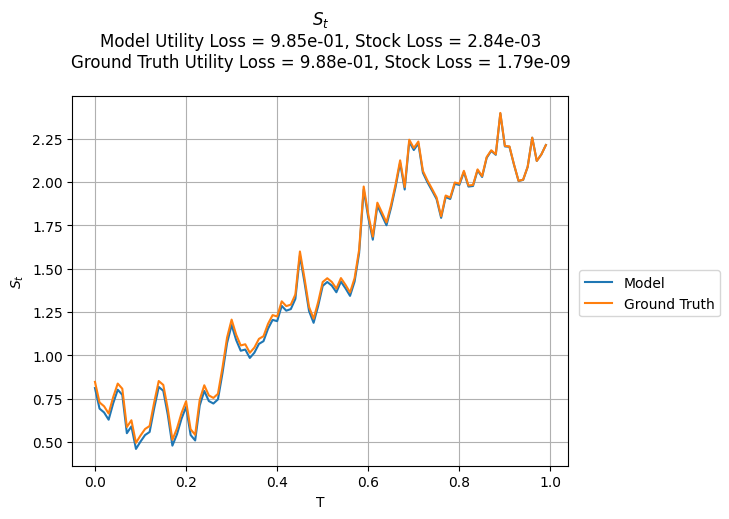 S_t
Model Utility Loss = 9.85e-01, Stock Loss = 2.84e-03
Ground Truth Utility Loss = 9.88e-01, Stock Loss = 1.79e-09
2.25
2.00
1.75
1.50
1.25
1.00
0.75
0.50
S_t
0.0 0.2 0.4 0.6 0.8 1.0
T
Model
Ground Truth